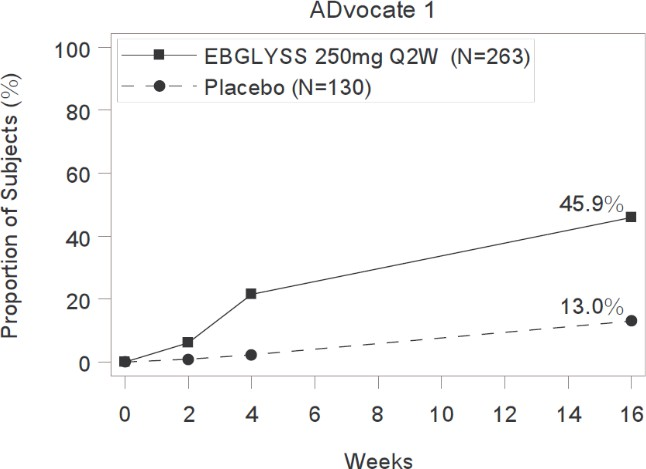 ADvocate 1
EBGLYSS 250mg Q2W (N=263)
Placebo (N=130)
Proportion of Subjects (%)
100
80
60
40
20
0
45.9%
13.0%
0 2 4 6 8 10 12 14 16
Weeks